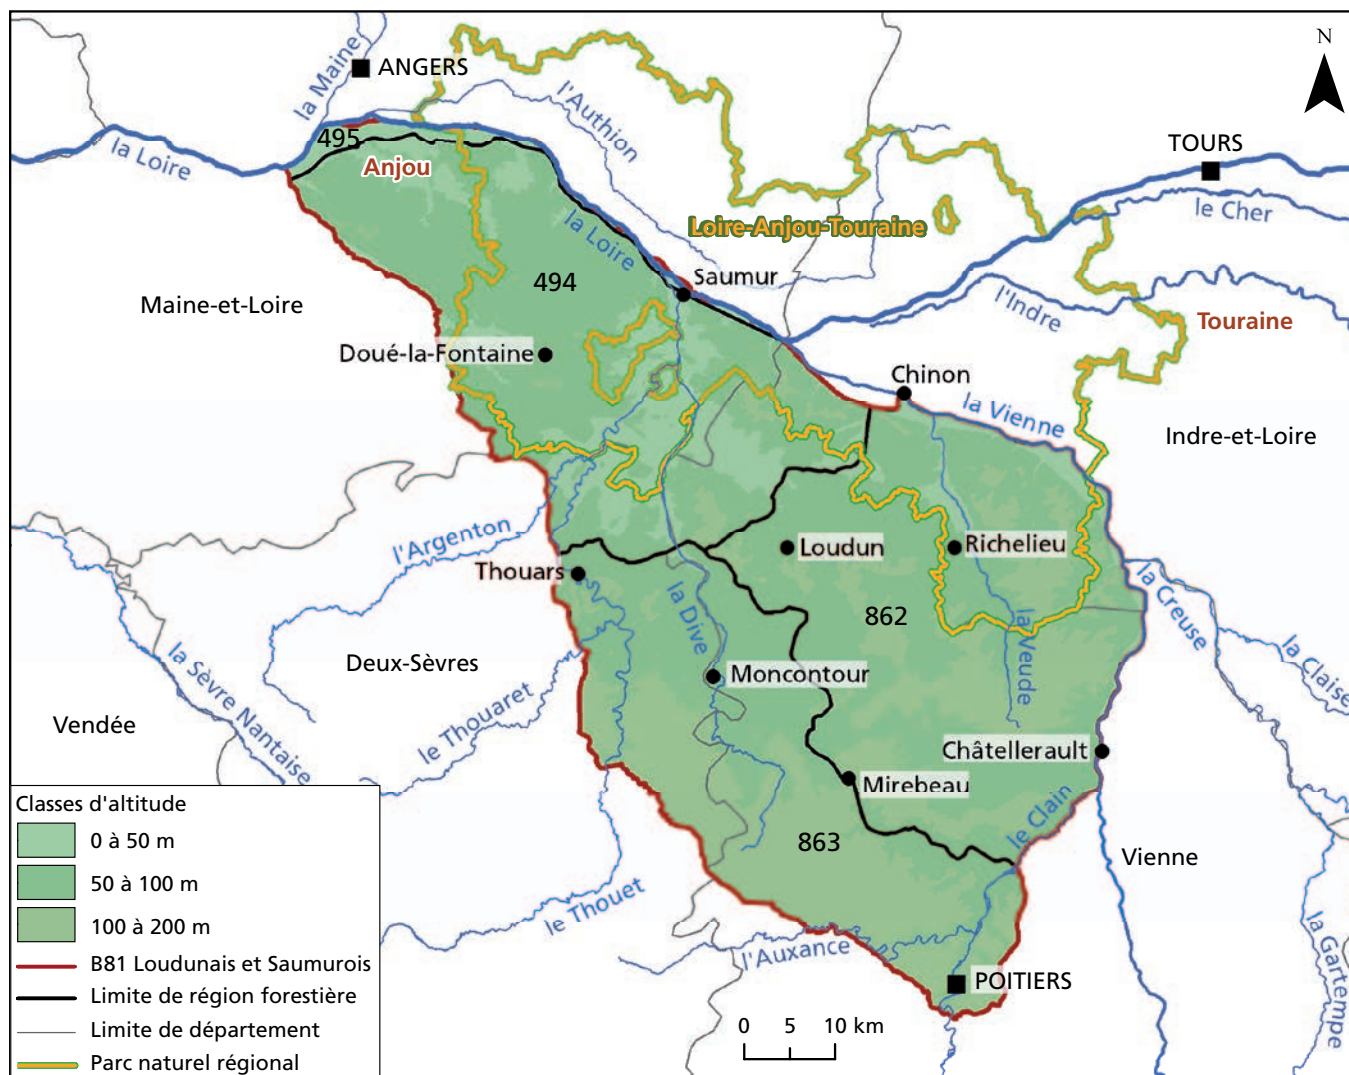 N
la Maine
ANGERS
l'Authion
TOURS
495
la Loire
Anjou
le Cher
Loire-Anjou-Touraine
la Loire
Saumur
494
l'Indre
Maine-et-Loire
Touraine
Doué-la-Fontaine
Chinon
la Vienne
Indre-et-Loire
l'Argenton
Loudun
Richelieu
Thouars
la Dive
la Creuse
862
la Veude
la Claise
Deux-Sèvres
la Sèvre Nantaise
Moncontour
Vendée
le Thouaret
Châtellerault
Mirebeau
le Clain
863
Vienne
le Thouet
l'Auxance
la Gartempe
POITIERS
0 5 10 km
Classes d'altitude
0 à 50 m
50 à 100 m
100 à 200 m
B81 Loudunais et Saumurois
Limite de région forestière
Limite de département
Parc naturel régional